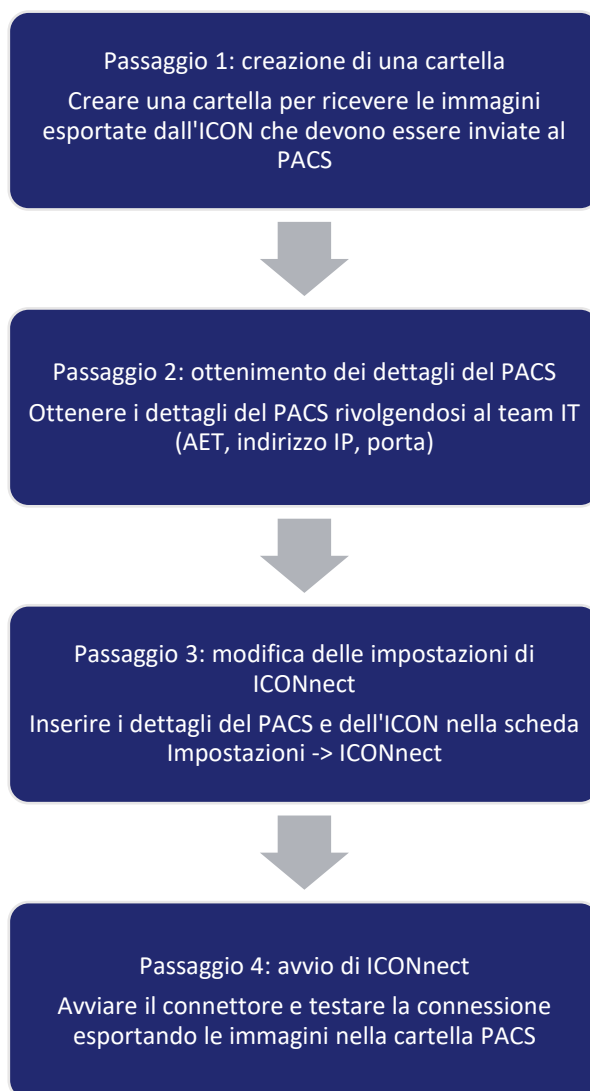 Passaggio 1: creazione di una cartella
Creare una cartella per ricevere le immagini
esportate dall'ICON che devono essere inviate al
PACS
Passaggio 2: ottenimento dei dettagli del PACS
Ottenere i dettagli del PACS rivolgendosi al team IT
(AET, indirizzo IP, porta)
Passaggio 3: modifica delle impostazioni di
ICONnect
Inserire i dettagli del PACS e dell'ICON nella scheda
Impostazioni -> ICONnect
Passaggio 4: avvio di ICONnect
Avviare il connettore e testare la connessione
esportando le immagini nella cartella PACS